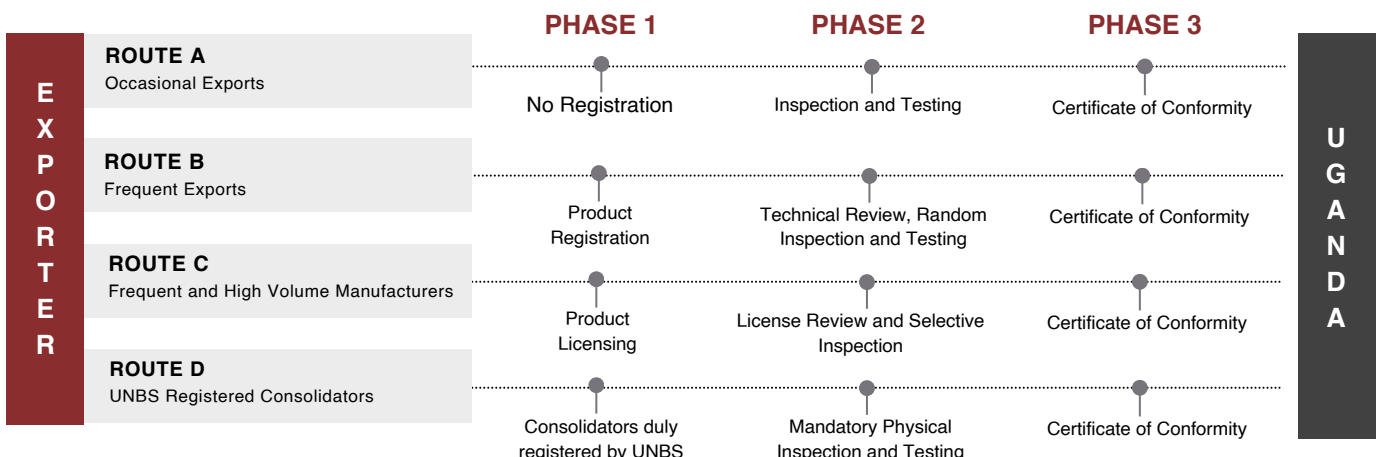 PHASE 1 PHASE 2 PHASE 3
EXPORTER
ROUTE A
Occasional Exports
No Registration
Inspection and Testing
Certificate of Conformity
ROUTE B
Frequent Exports
Product
Registration
Technical Review, Random
Inspection and Testing
Certificate of Conformity
ROUTE C
Frequent and High Volume Manufacturers
Product
Licensing
License Review and Selective
Inspection
Certificate of Conformity
ROUTE D
UNBS Registered Consolidators
Consolidators duly
registered by UNBS
Mandatory Physical
Inspection and Testing
Certificate of Conformity
UGANDA